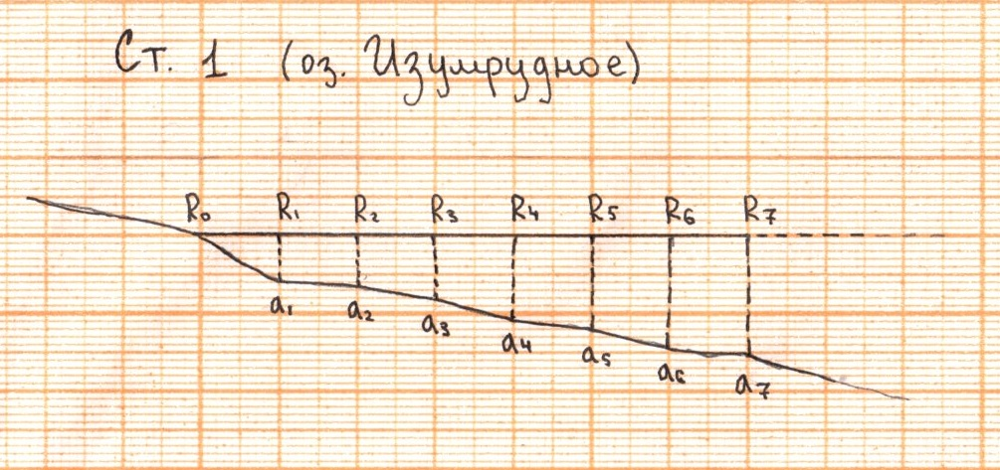 Ст. 1 (оз. Изумрудное)
R₀ R₁ R₂ R₃ R₄ R₅ R₆ R₇
a₁ a₂ a₃ a₄ a₅ a₆ a₇